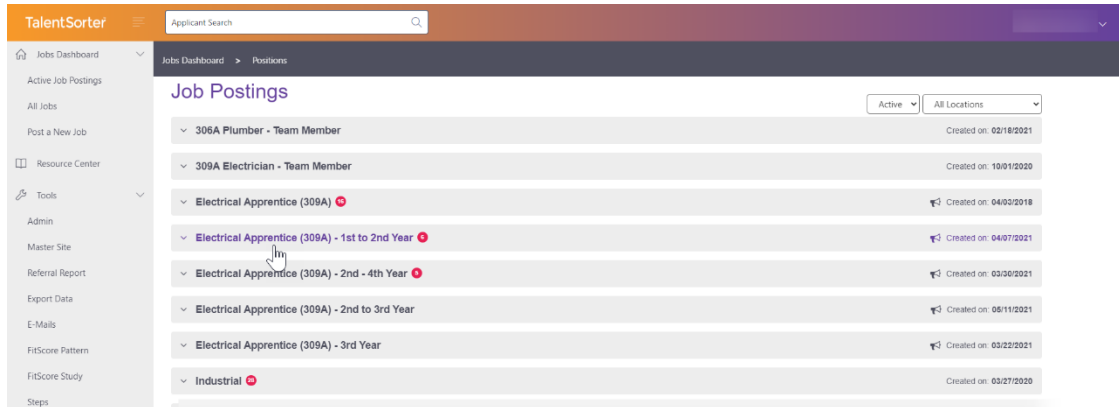 TalentSorter
Applicant Search
Jobs Dashboard
Active Job Postings
All Jobs
Post a New Job
Resource Center
Tools
Admin
Master Site
Referral Report
Export Data
E-Mails
FitScore Pattern
FitScore Study
Steps
Jobs Dashboard > Positions
Job Postings
Active All Locations
306A Plumber - Team Member Created on: 02/18/2021
309A Electrician - Team Member Created on: 10/01/2020
Electrical Apprentice (309A) Created on: 04/03/2018
Electrical Apprentice (309A) - 1st to 2nd Year Created on: 04/07/2021
Electrical Apprentice (309A) - 2nd - 4th Year Created on: 03/30/2021
Electrical Apprentice (309A) - 2nd to 3rd Year Created on: 05/11/2021
Electrical Apprentice (309A) - 3rd Year Created on: 03/22/2021
Industrial Created on: 03/27/2020